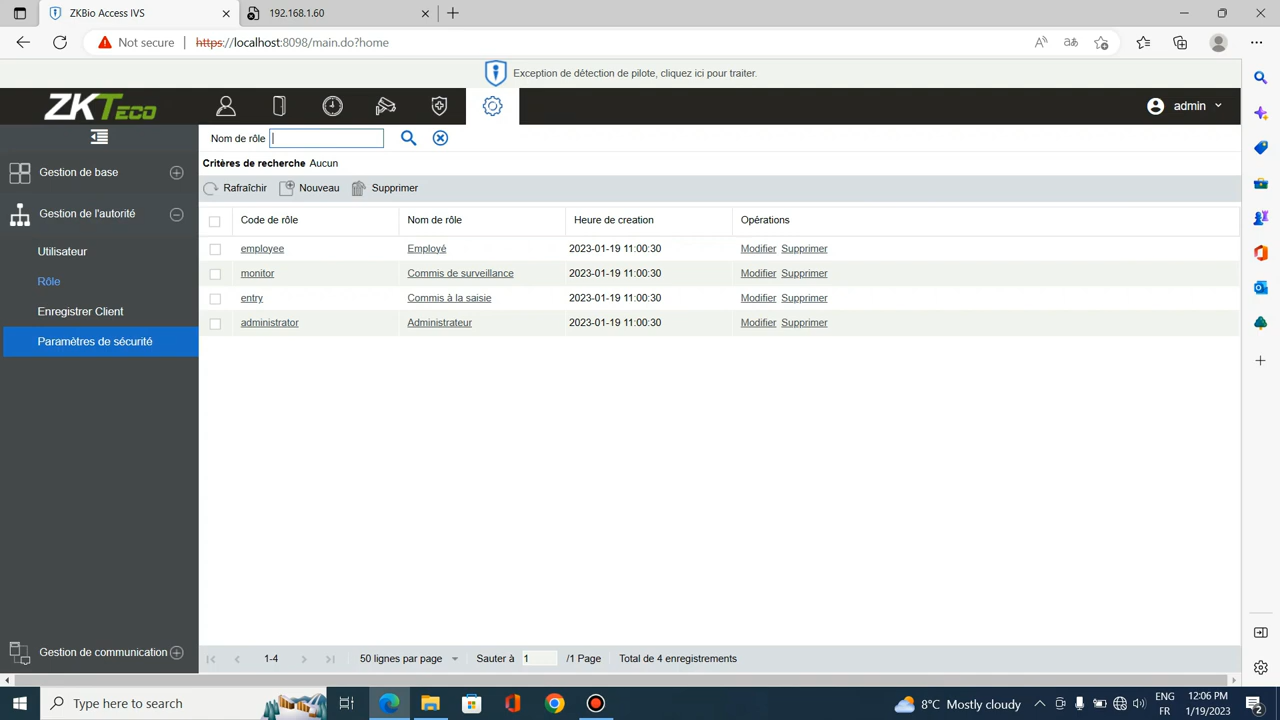 ZKBio Access IVS
192.168.1.60
Not secure
https://localhost:8098/main.do?home
Exception de détection de pilote, cliquez ici pour traiter.
ZKTeco
admin
Nom de rôle
Critères de recherche Aucun
Rafraîchir Nouveau Supprimer
Gestion de base
Gestion de l'autorité
Utilisateur
Rôle
Enregistrer Client
Paramètres de sécurité
Gestion de communication
Code de rôle Nom de rôle Heure de creation Opérations
employee Employé 2023-01-19 11:00:30 Modifier Supprimer
monitor Commis de surveillance 2023-01-19 11:00:30 Modifier Supprimer
entry Commis à la saisie 2023-01-19 11:00:30 Modifier Supprimer
administrator Administrateur 2023-01-19 11:00:30 Modifier Supprimer
1-4 50 lignes par page Sauter à 1 /1 Page Total de 4 enregistrements
Type here to search
8°C Mostly cloudy
ENG
FR
12:06 PM
1/19/2023
2